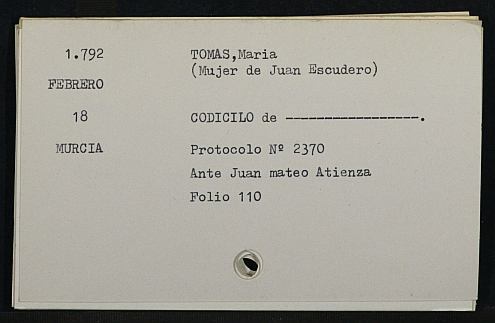 1.792 TOMAS,Maria
(Mujer de Juan Escudero)
FEBRERO
18 CODICILO de -----------------.
MURCIA Protocolo Nº 2370
Ante Juan mateo Atienza
Folio 110